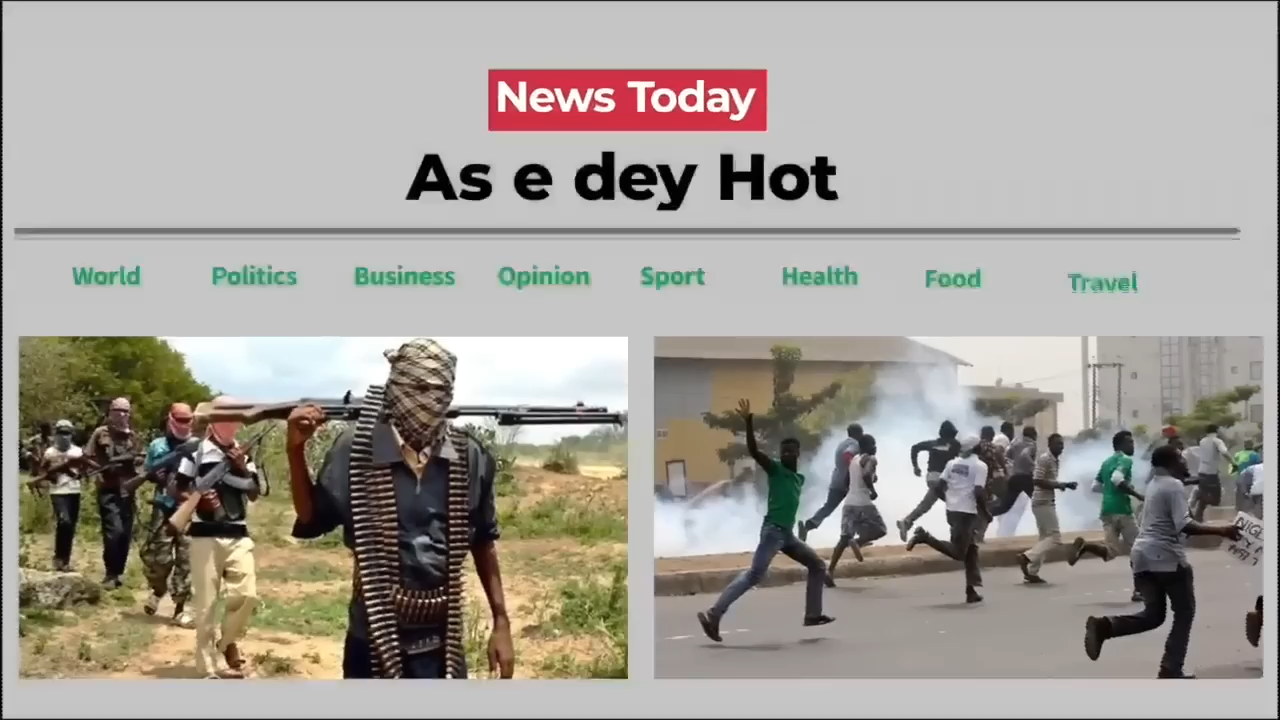 News Today
As e dey Hot
World Politics Business Opinion Sport Health Food Travel